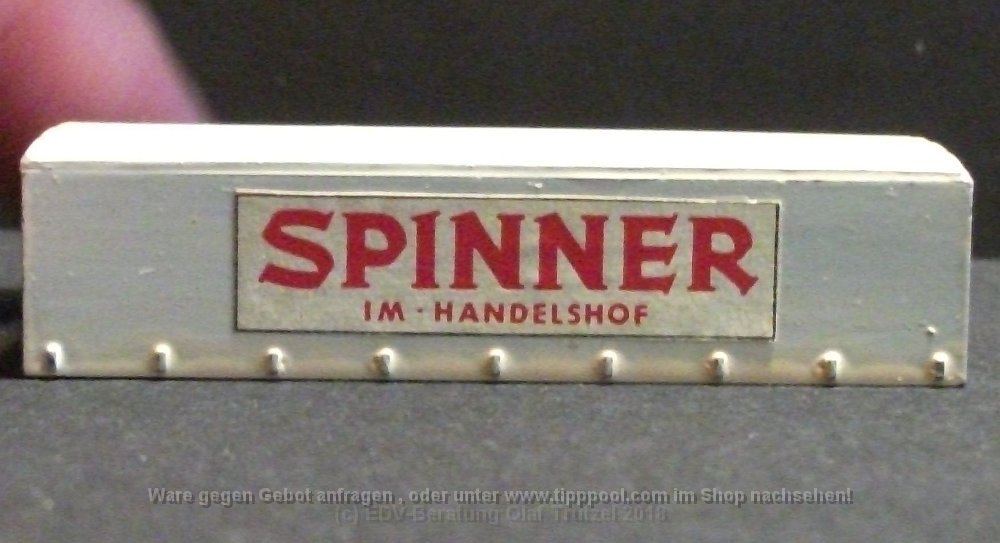 SPINNER
IM - HANDELSHOF
Ware gegen Gebot anfragen , oder unter www.tipppool.com im Shop nachsehen!
(c) EDV-Beratung Olaf Trützel 2018